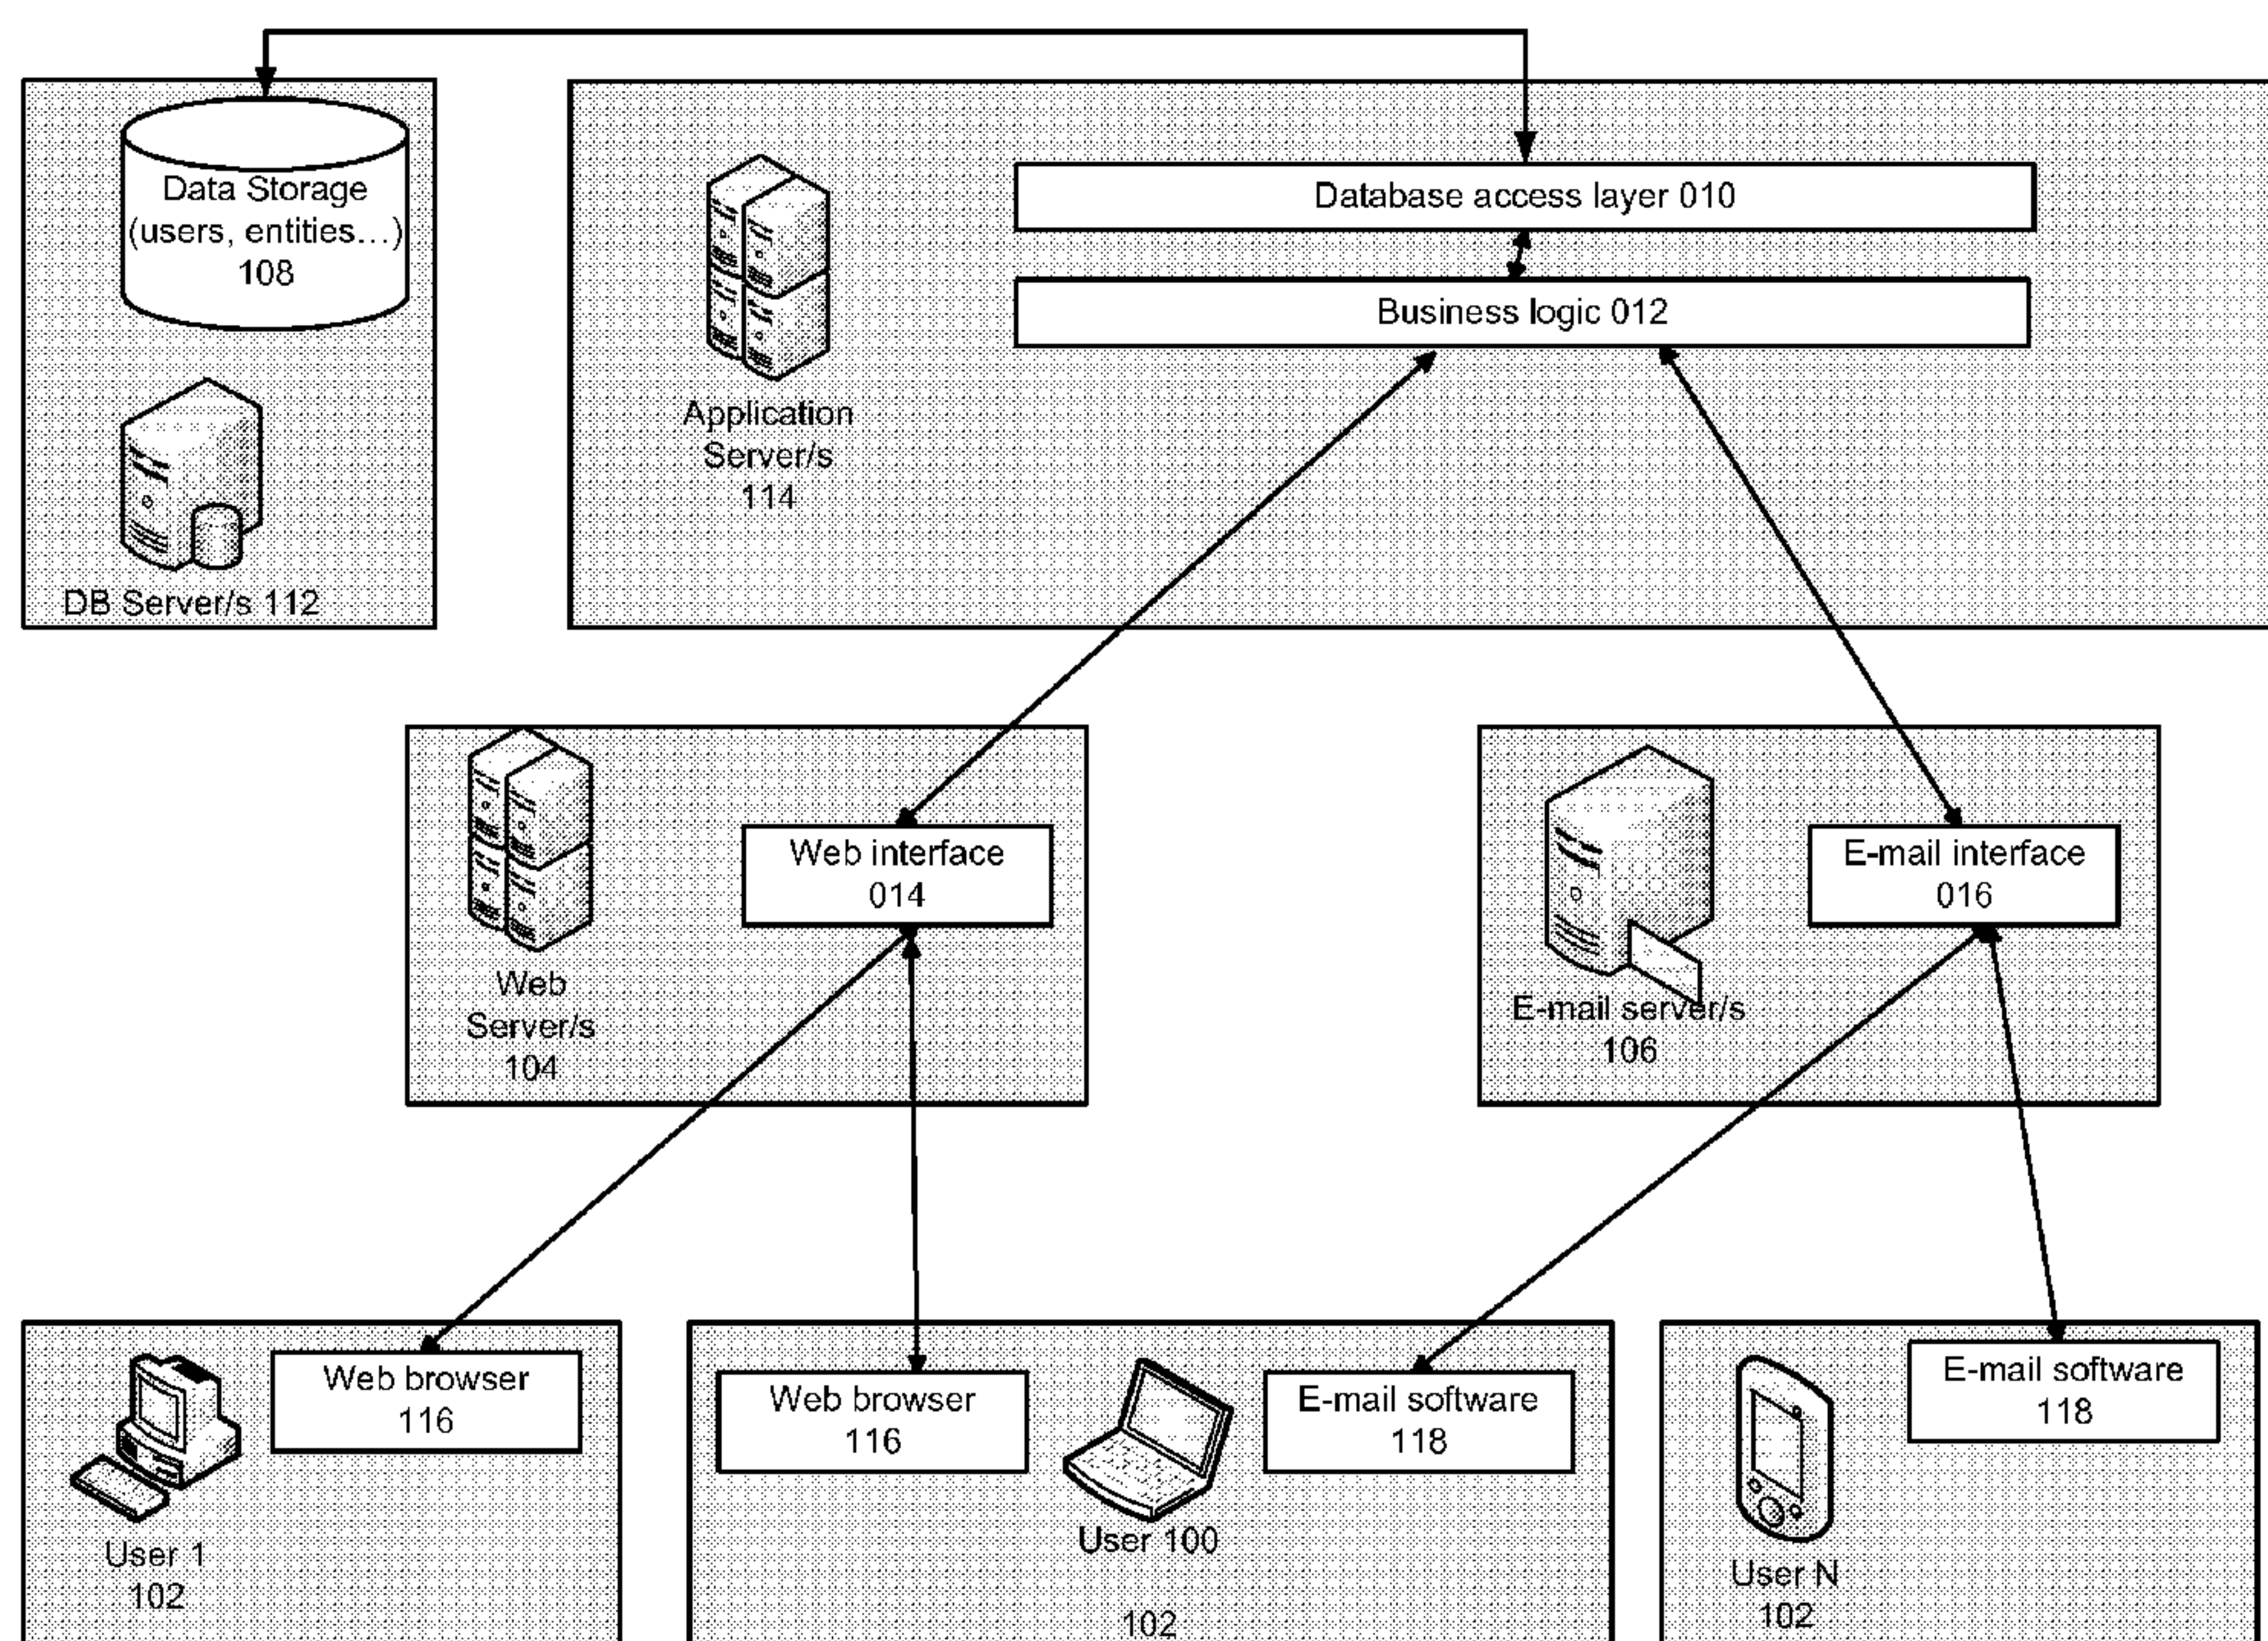 Data Storage
(users, entities...)
108
DB Server/s 112
Application
Server/s
114
Database access layer 010
Business logic 012
Web
Server/s
104
Web interface
014
E-mail server/s
106
E-mail interface
016
User 1
102
Web browser
116
Web browser
116
User 100
102
E-mail software
118
User N
102
E-mail software
118